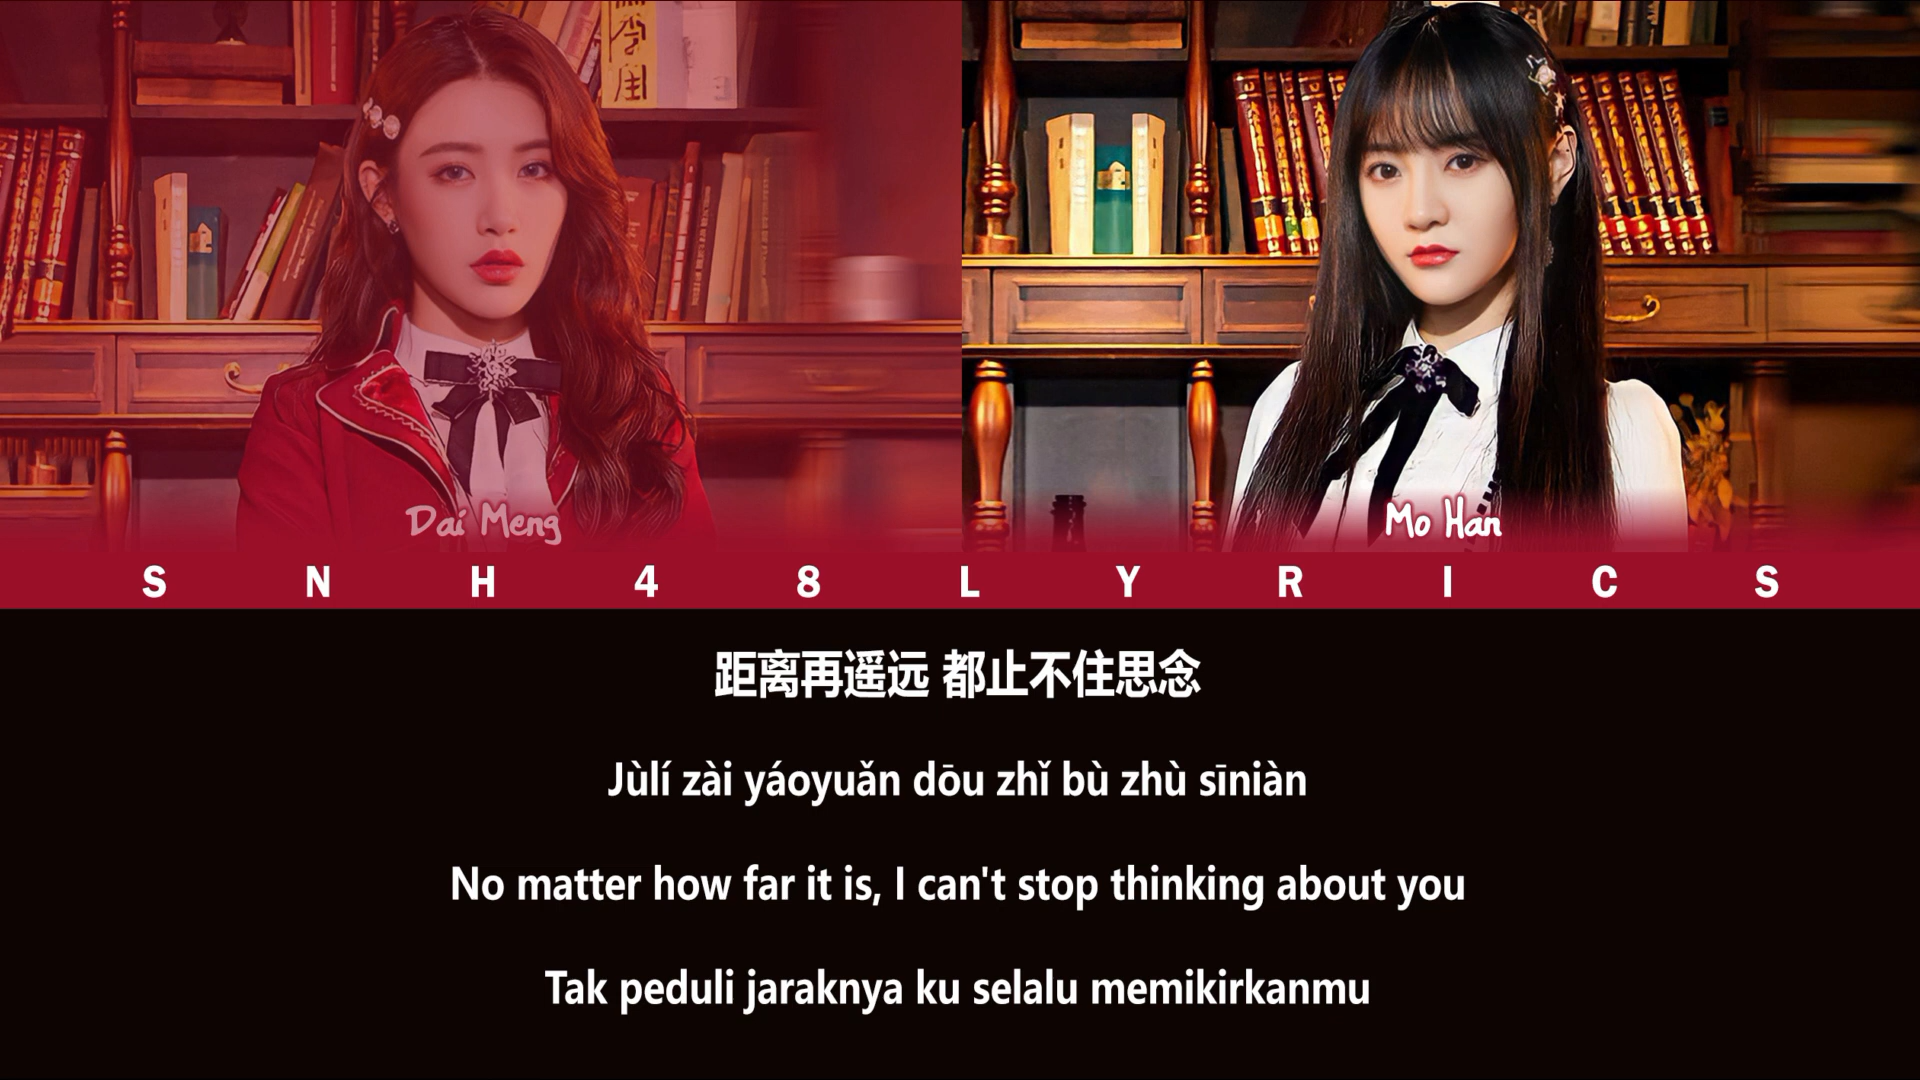 Dai Meng
Mo Han
S N H 4 8 L Y R I C S
距离再遥远 都止不住思念
Jùlí zài yáoyuǎn dōu zhǐ bù zhù sīniàn
No matter how far it is, I can't stop thinking about you
Tak peduli jaraknya ku selalu memikirkanmu